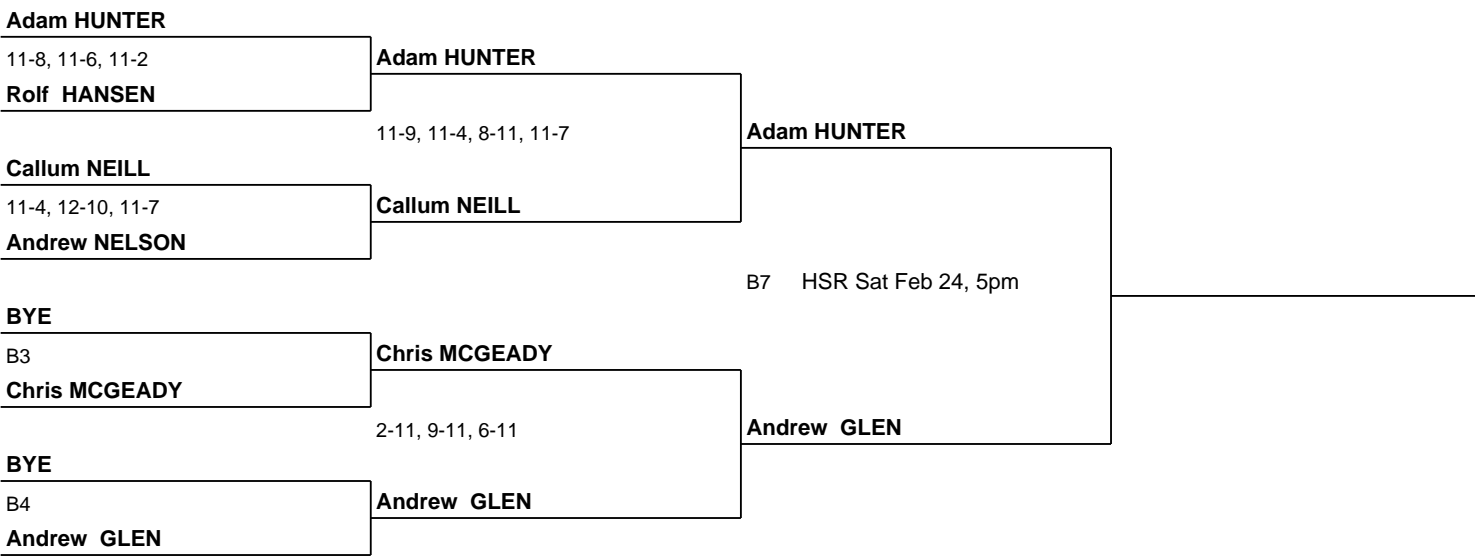 Adam HUNTER
11-8, 11-6, 11-2
Adam HUNTER
Rolf  HANSEN
11-9, 11-4, 8-11, 11-7
Adam HUNTER
Callum NEILL
11-4, 12-10, 11-7
Callum NEILL
Andrew NELSON
B7 HSR Sat Feb 24, 5pm
BYE
B3
Chris MCGEADY
Chris MCGEADY
2-11, 9-11, 6-11
Andrew  GLEN
BYE
B4
Andrew  GLEN
Andrew  GLEN